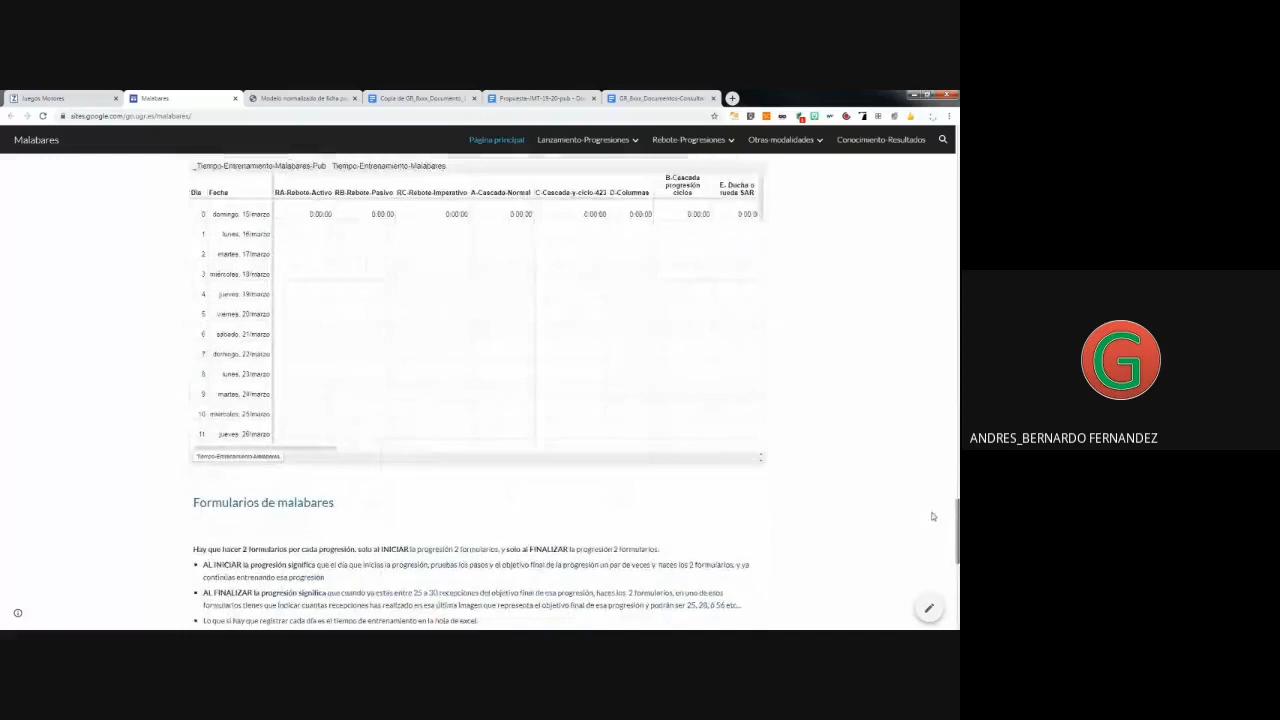 Juegos Motores
Malabares
Modelo normalizado de ficha pa
Copia de GR_Bxxx_Documento_
Propuesta-JMT-19-20-pub - Doc
GR_Bxxx_Documentos-Consulto
sites.google.com/go.ugr.es/malabares/
Malabares
Página principal
Lanzamiento-Progresiones
Rebote-Progresiones
Otras-modalidades
Conocimiento-Resultados
_Tiempo-Entrenamiento-Malabares-Pub Tiempo-Entrenamiento-Malabares
Día Fecha RA-Rebote-Activo RB-Rebote-Pasivo RC-Rebote-Imperativo A-Cascada-Normal C-Cascada-y-ciclo-423 D-Columnas B-Cascada progresión ciclos E- Ducha o rueda SAR
0 domingo, 15/marzo 0:00:00 0:00:00 0:00:00 0:00:00 0:00:00 0:00:00 0:00:00 0:00:0
1 lunes, 16/marzo
2 martes, 17/marzo
3 miércoles, 18/marzo
4 jueves, 19/marzo
5 viernes, 20/marzo
6 sábado, 21/marzo
7 domingo, 22/marzo
8 lunes, 23/marzo
9 martes, 24/marzo
10 miércoles, 25/marzo
11 jueves, 26/marzo
Tiempo-Entrenamiento-Malabares
Formularios de malabares
Hay que hacer 2 formularios por cada progresión, solo al INICIAR la progresión 2 formularios, y solo al FINALIZAR la progresión 2 formularios.
AL INICIAR la progresión significa que el día que inicias la progresión, pruebas los pasos y el objetivo final de la progresión un par de veces y haces los 2 formularios, y ya
continúas entrenando esa progresión
AL FINALIZAR la progresión significa que cuando ya estás entre 25 a 30 recepciones del objetivo final de esa progresión, haces los 2 formularios, en uno de esos
formularios tienes que indicar cuantas recepciones has realizado en esa última imagen que representa el objetivo final de esa progresión y podrán ser 25, 28, ó 56 etc...
Lo que si hay que registrar cada día es el tiempo de entrenamiento en la hoja de excel.
G
ANDRES_BERNARDO FERNANDEZ